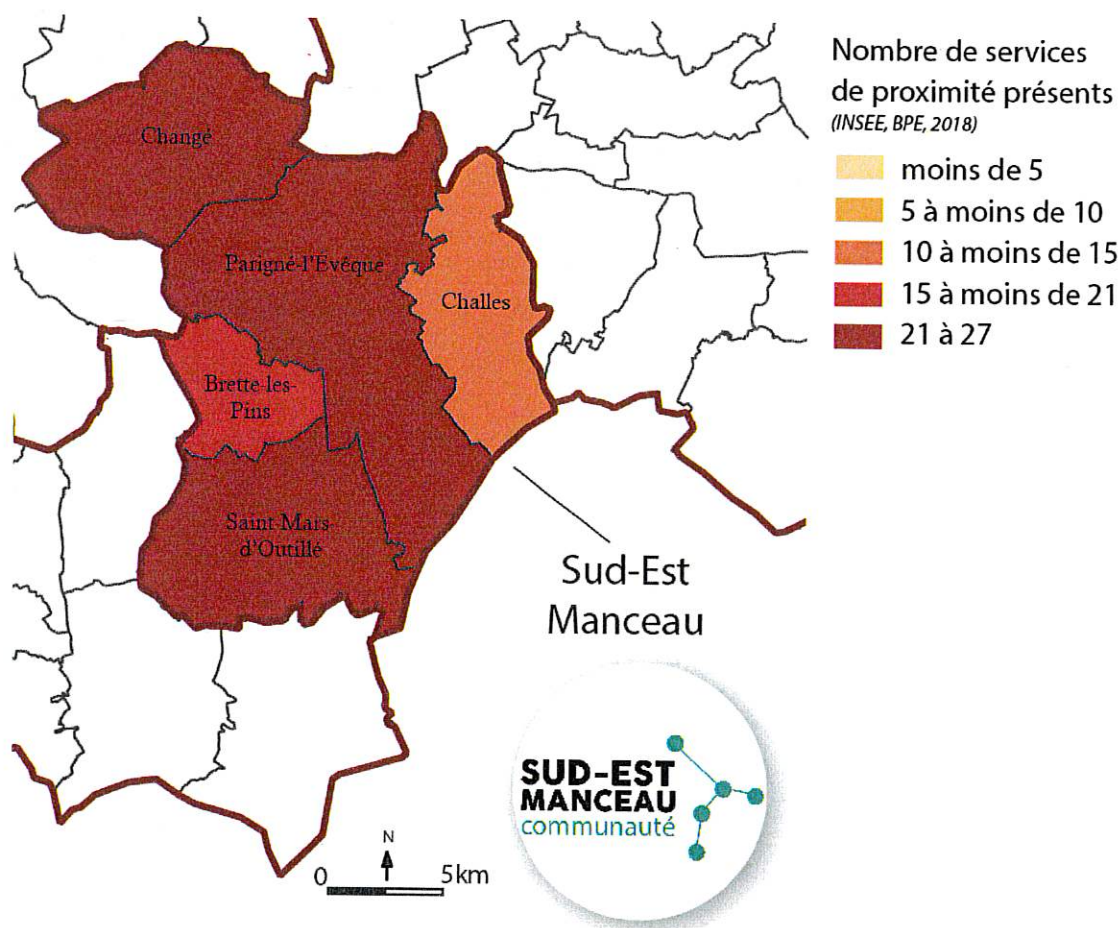 Nombre de services
de proximité présents
(INSEE, BPE, 2018)
moins de 5
5 à moins de 10
10 à moins de 15
15 à moins de 21
21 à 27
Changé
Parigné-l'Evêque
Challes
Brette-les-
Pins
Saint-Mars-
d'Outillé
Sud-Est
Manceau
SUD-EST
MANCEAU
communauté
N
0 5km